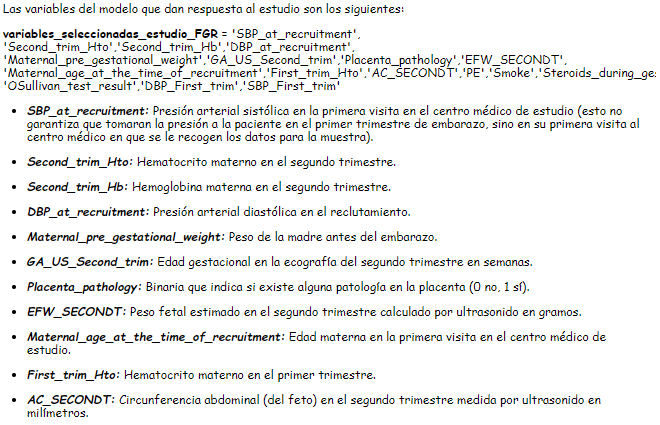 Las variables del modelo que dan respuesta al estudio son los siguientes:
variables_seleccionadas_estudio_FGR = 'SBP_at_recruitment',
'Second_trim_Hto','Second_trim_Hb','DBP_at_recruitment',
'Maternal_pre_gestational_weight','GA_US_Second_trim','Placenta_pathology','EFW_SECONDT',
'Maternal_age_at_the_time_of_recruitment','First_trim_Hto','AC_SECONDT','PE','Smoke','Steroids_during_ge
'OSullivan_test_result','DBP_First_trim','SBP_First_trim'
• SBP_at_recruitment: Presión arterial sistólica en la primera visita en el centro médico de estudio (esto no
garantiza que tomaran la presión a la paciente en el primer trimestre de embarazo, sino en su primera visita al
centro médico en que se le recogen los datos para la muestra).
• Second_trim_Hto: Hematocrito materno en el segundo trimestre.
• Second_trim_Hb: Hemoglobina materna en el segundo trimestre.
• DBP_at_recruitment: Presión arterial diastólica en el reclutamiento.
• Maternal_pre_gestational_weight: Peso de la madre antes del embarazo.
• GA_US_Second_trim: Edad gestacional en la ecografía del segundo trimestre en semanas.
• Placenta_pathology: Binaria que indica si existe alguna patología en la placenta (0 no, 1 sí).
• EFW_SECONDT: Peso fetal estimado en el segundo trimestre calculado por ultrasonido en gramos.
• Maternal_age_at_the_time_of_recruitment: Edad materna en la primera visita en el centro médico de
estudio.
• First_trim_Hto: Hematocrito materno en el primer trimestre.
• AC_SECONDT: Circunferencia abdominal (del feto) en el segundo trimestre medida por ultrasonido en
milímetros.